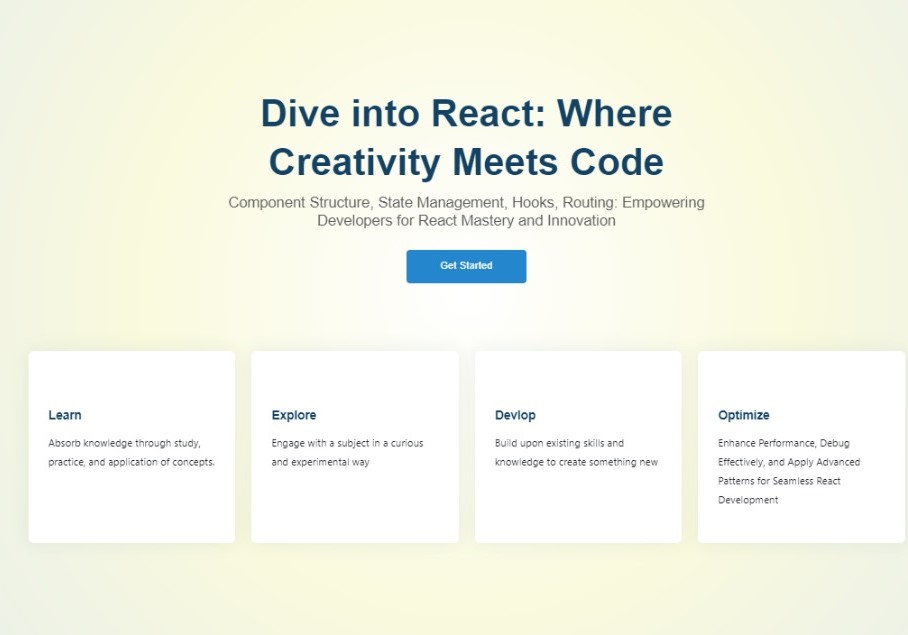 Dive into React: Where
Creativity Meets Code
Component Structure, State Management, Hooks, Routing: Empowering
Developers for React Mastery and Innovation
Get Started
Learn
Absorb knowledge through study,
practice, and application of concepts.
Explore
Engage with a subject in a curious
and experimental way
Devlop
Build upon existing skills and
knowledge to create something new
Optimize
Enhance Performance, Debug
Effectively, and Apply Advanced
Patterns for Seamless React
Development